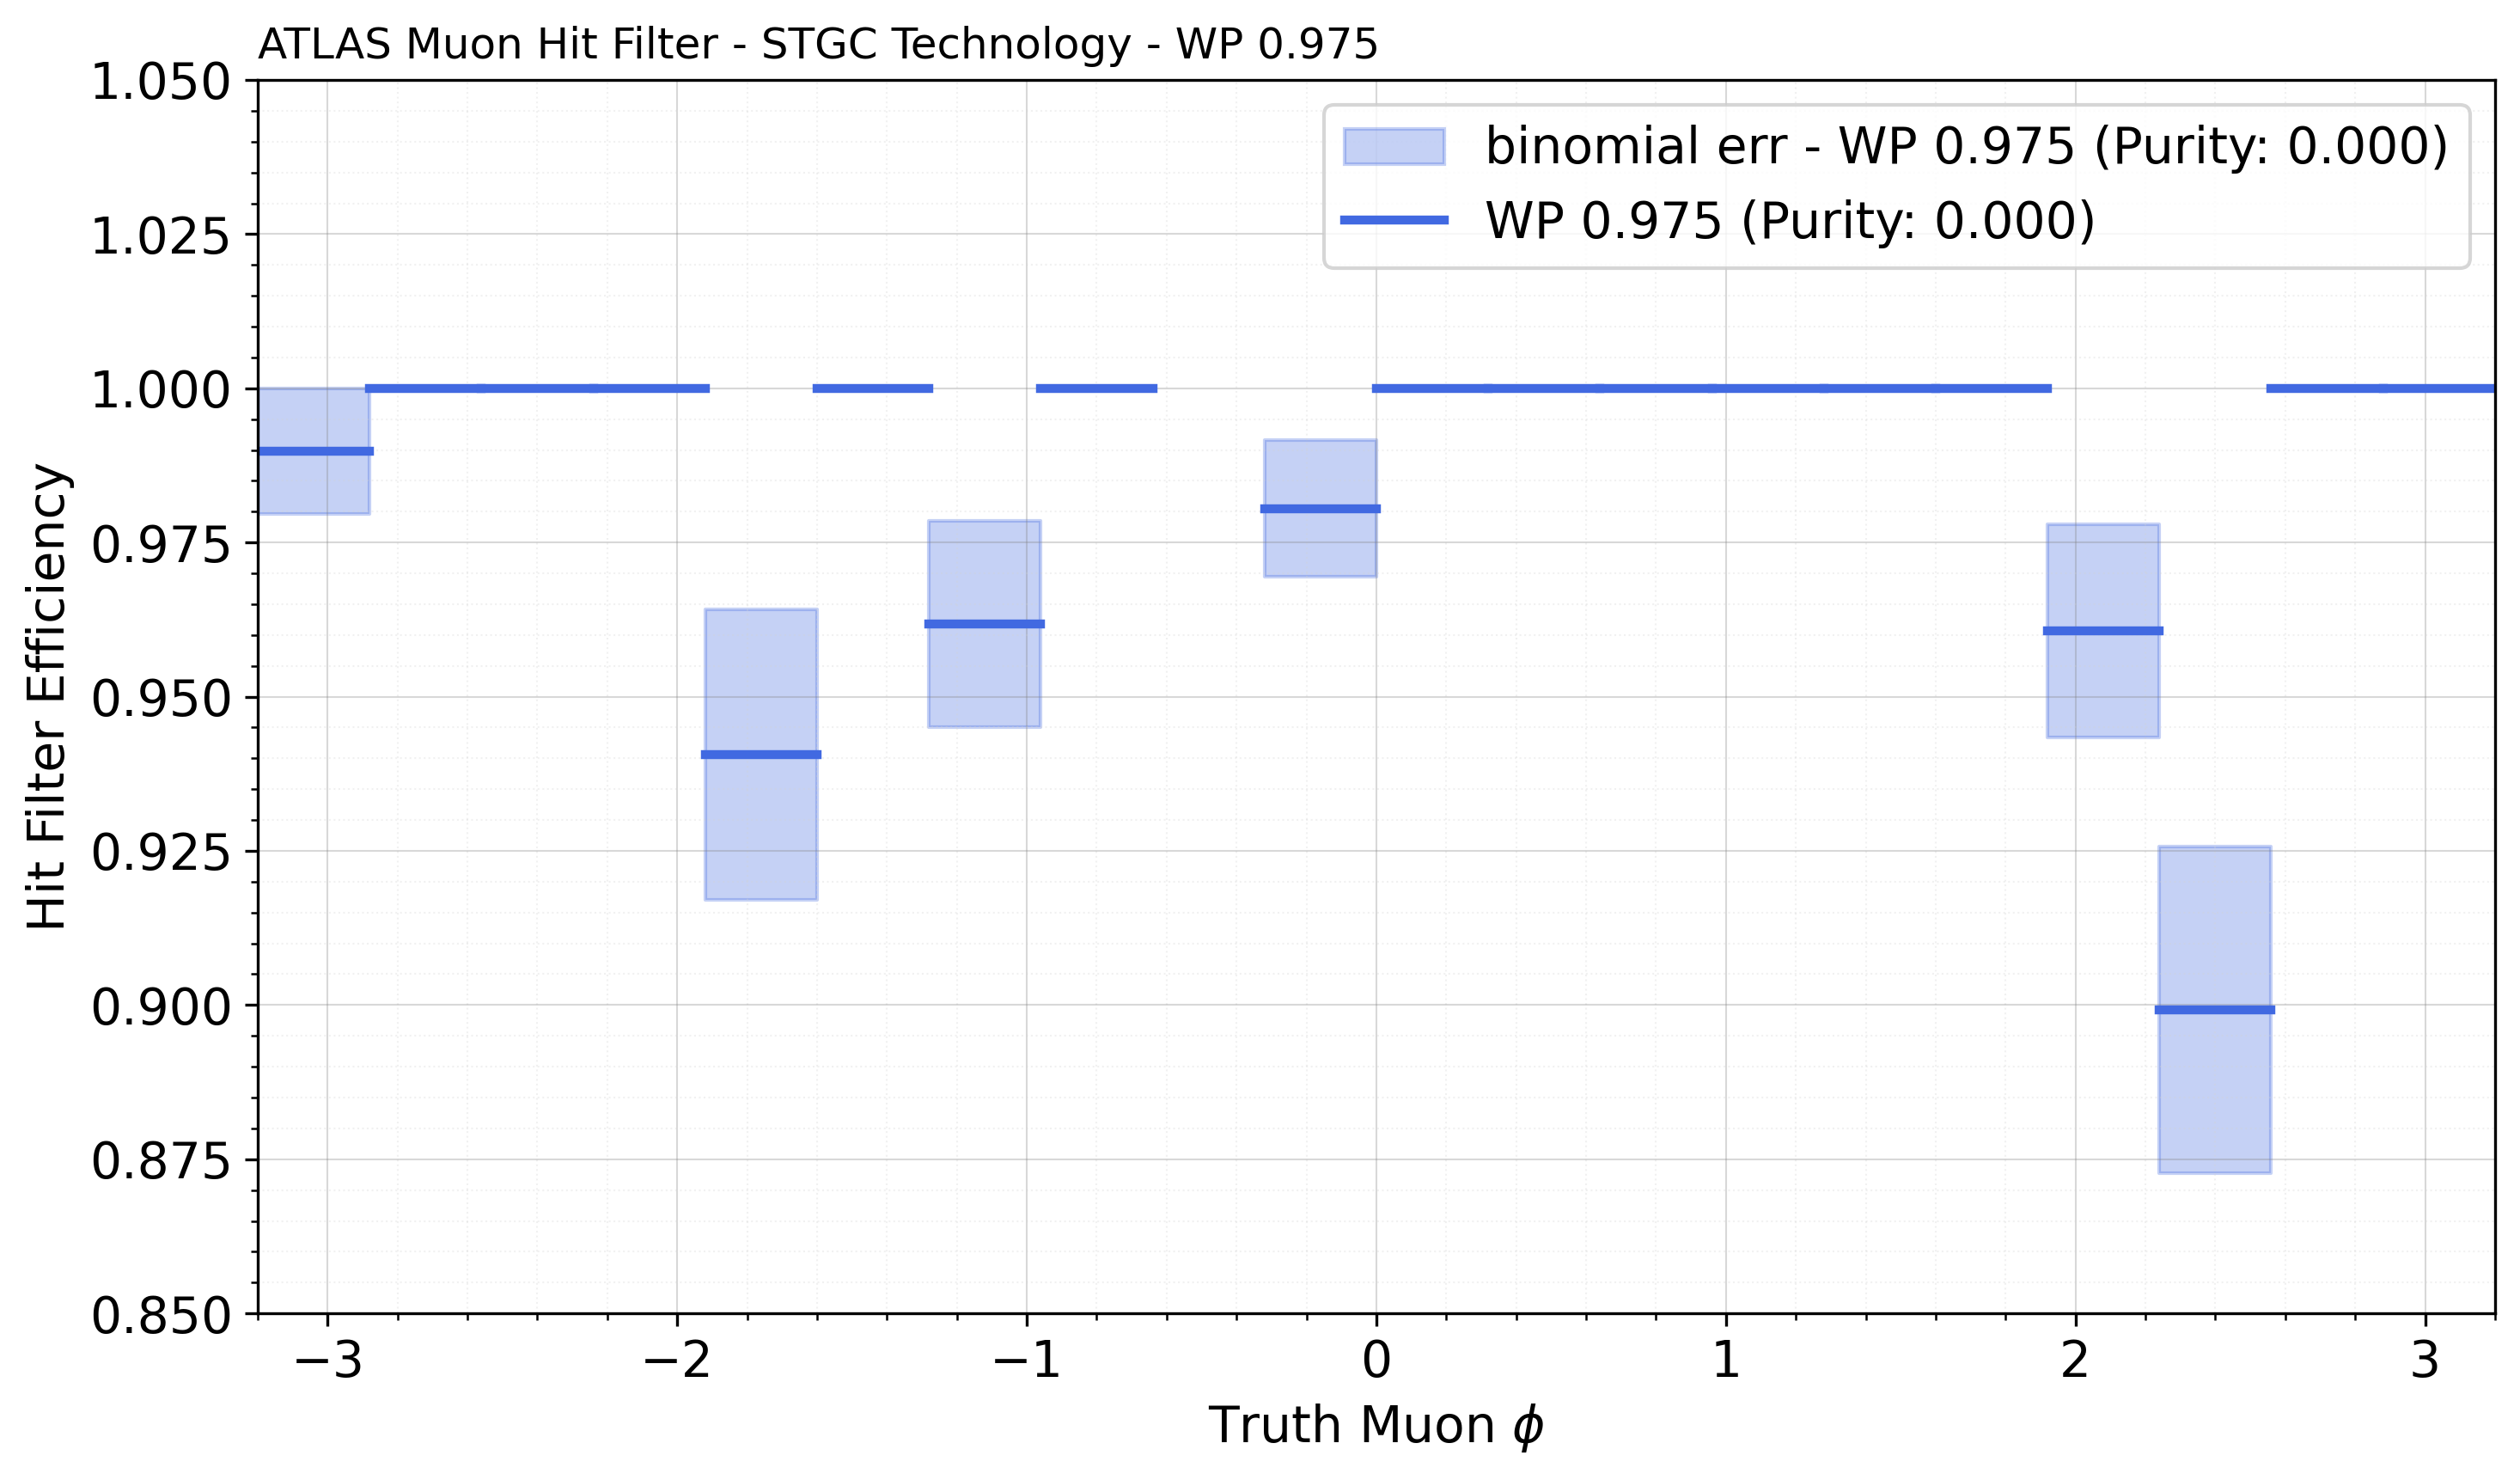 ATLAS Muon Hit Filter - STGC Technology - WP 0.975
1.050
1.025
1.000
0.975
0.950
0.925
0.900
0.875
0.850
Hit Filter Efficiency
binomial err - WP 0.975 (Purity: 0.000)
WP 0.975 (Purity: 0.000)
−3 −2 −1 0 1 2 3
Truth Muon ϕ